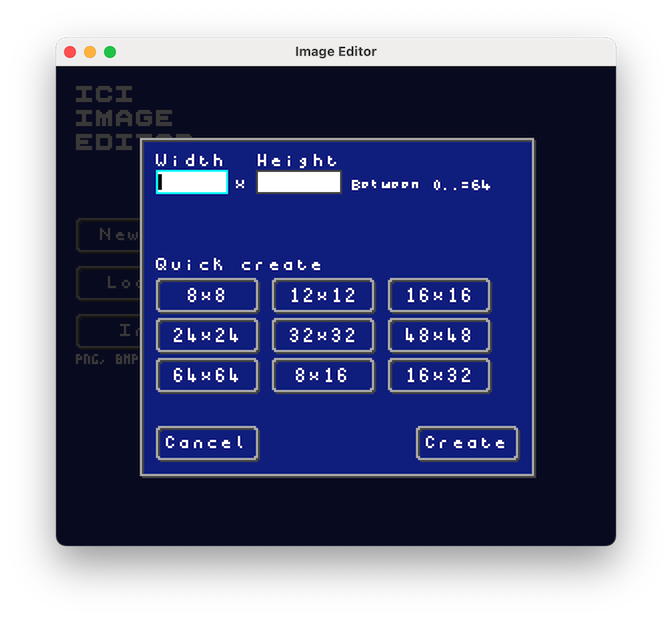 Image Editor
ICI
IMAGE
EDITOR
New
PNG, BMP
Width Height
x Between 0..=64
Quick create
8x8 12x12 16x16
24x24 32x32 48x48
64x64 8x16 16x32
Cancel Create